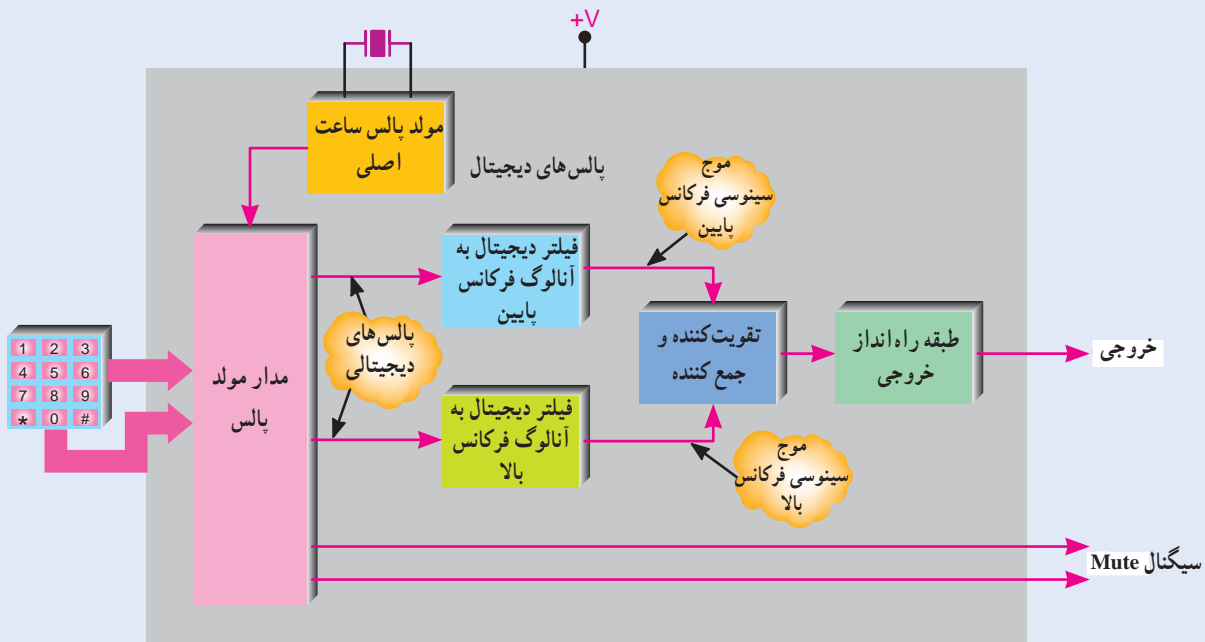 +V
مولد پالس ساعت
اصلی
پالس‌های دیجیتال
موج
سینوسی فرکانس
پایین
فیلتر دیجیتال به
آنالوگ فرکانس
پایین
پالس‌های
دیجیتالی
1 2 3
4 5 6
7 8 9
* 0 #
مدار مولد
پالس
تقویت‌کننده و
جمع کننده
طبقه راه‌انداز
خروجی
خروجی
فیلتر دیجیتال به
آنالوگ فرکانس
بالا
موج
سینوسی فرکانس
بالا
سیگنال Mute